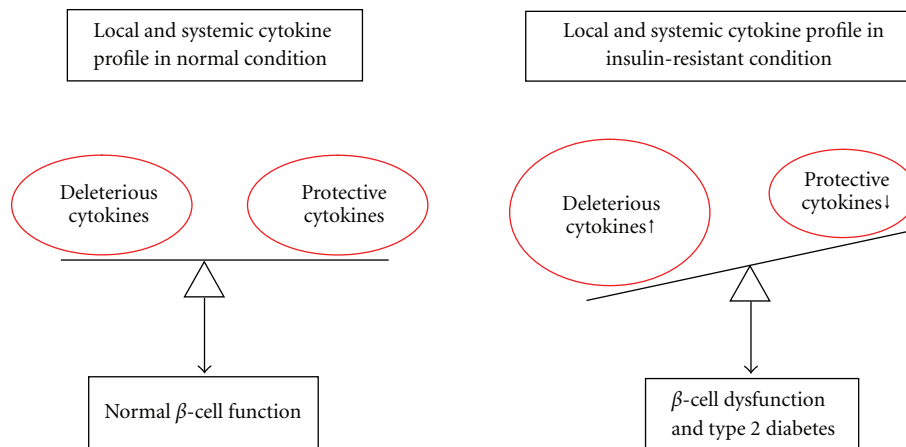 Local and systemic cytokine
profile in normal condition
Deleterious
cytokines
Protective
cytokines
Normal β-cell function
Local and systemic cytokine profile in
insulin-resistant condition
Deleterious
cytokines↑
Protective
cytokines↓
β-cell dysfunction
and type 2 diabetes